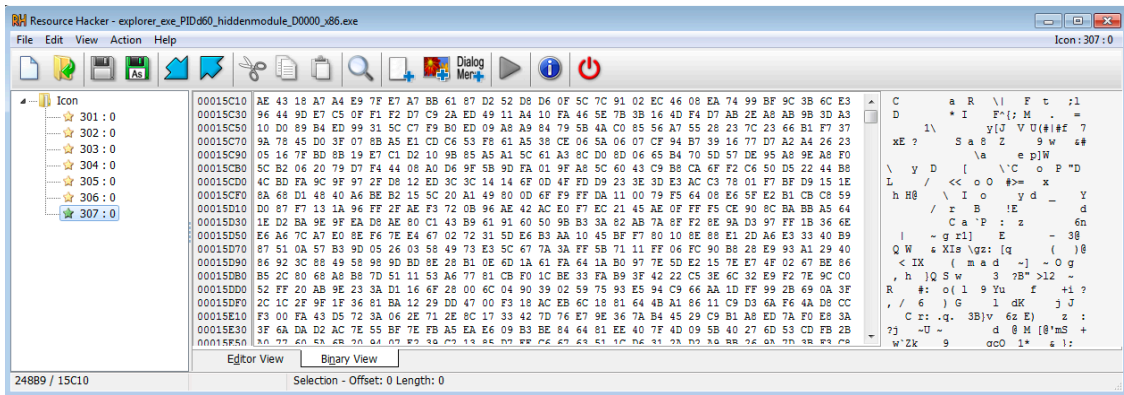 Resource Hacker - explorer_exe_PIDd60_hiddenmodule_D0000_x86.exe
File Edit View Action Help
Icon : 307 : 0
As
Dialog
Menu
Icon
301 : 0
302 : 0
303 : 0
304 : 0
305 : 0
306 : 0
307 : 0
00015C10 AE 43 18 A7 A4 E9 7F E7 A7 BB 61 87 D2 52 D8 D6 0F 5C 7C 91 02 EC 46 08 EA 74 99 BF 9C 3B 6C E3
00015C30 96 44 9D E7 C5 0F F1 F2 D7 C9 2A ED 49 11 A4 10 FA 46 5E 7B 3B 16 4D F4 D7 AB 2E A8 AB 9B 3D A3
00015C50 10 D0 89 B4 ED 99 31 5C C7 F9 B0 ED 09 A8 A9 84 79 5B 4A C0 85 56 A7 55 28 23 7C 23 66 B1 F7 37
00015C70 9A 78 45 D0 3F 07 8B A5 E1 CD C6 53 F8 61 A5 38 CE 06 5A 06 07 CF 94 B7 39 16 77 D7 A2 A4 26 23
00015C90 05 16 7F BD 8B 19 E7 C1 D2 10 9B 85 A5 A1 5C 61 A3 8C D0 8D 06 65 B4 70 5D 57 DE 95 A8 9E A8 F0
00015CB0 5C B2 06 20 79 D7 F4 44 08 A0 D6 9F 5B 9D FA 01 9F A8 5C 60 43 C9 B8 CA 6F F2 C6 50 D5 22 44 B8
00015CD0 4C BD FA 9C 9F 97 2F D8 12 ED 3C 3C 14 14 6F 0D 4F FD D9 23 3E 3D E3 AC C3 78 01 F7 BF D9 15 1E
00015CF0 8A 68 D1 48 40 A6 BE B2 15 5C 20 A1 49 80 0D 6F F9 FF DA 11 00 79 F5 64 08 E6 5F E2 B1 CB C8 59
00015D10 D0 87 F7 13 1A 96 FF 2F AE F3 72 0B 96 AE 42 AC E0 F7 EC 21 45 AE 0F FF F5 CE 90 8C BA BB A5 64
00015D30 1E D2 BA 9E 9F EA D8 AE 80 C1 43 B9 61 91 60 50 9B B3 3A 82 AB 7A 8F F2 8E 9A D3 97 FF 1B 36 6E
00015D50 E6 A6 7C A7 E0 8E F6 7E E4 67 02 72 31 5D E6 B3 AA 10 45 BF F7 80 10 8E 88 E1 2D A6 E3 33 40 B9
00015D70 87 51 0A 57 B3 9D 05 26 03 58 49 73 E3 5C 67 7A 3A FF 5B 71 11 FF 06 FC 90 B8 28 E9 93 A1 29 40
00015D90 86 92 3C 88 49 58 98 9D BD 8E 28 B1 0E 6D 1A 61 FA 64 1A B0 97 7E 5D E2 15 7E E7 4F 02 67 BE 86
00015DB0 B5 2C 80 68 A8 B8 7D 51 11 53 A6 77 81 CB F0 1C BE 33 FA B9 3F 42 22 C5 3E 6C 32 E9 F2 7E 9C C0
00015DD0 52 FF 20 AB 9E 23 3A D1 16 6F 28 00 6C 04 90 39 02 59 75 93 E5 94 C9 66 AA 1D FF 99 2B 69 0A 3F
00015DF0 2C 1C 2F 9F 1F 36 81 BA 12 29 DD 47 00 F3 18 AC EB 6C 18 81 64 4B A1 86 11 C9 D3 6A F6 4A D8 CC
00015E10 F3 00 FA 43 D5 72 3A 06 2E 71 2E 8C 17 33 42 7D 76 E7 9E 36 7A B4 45 29 C9 B1 A8 ED 7A F0 E8 3A
00015E30 3F 6A DA D2 AC 7E 55 BF 7E FB A5 EA E6 09 B3 BE 84 64 81 EE 40 7F 4D 09 5B 40 27 6D 53 CD FB 2B
Editor View
Binary View
248B9 / 15C10
Selection - Offset: 0 Length: 0